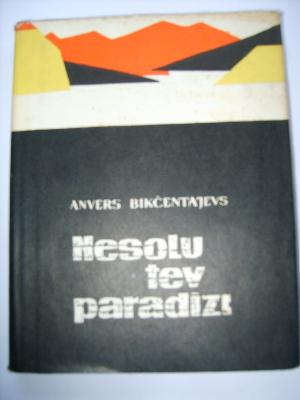 ANVERS BIKČENTAJEVS
Nesolu
tev
paradīzi